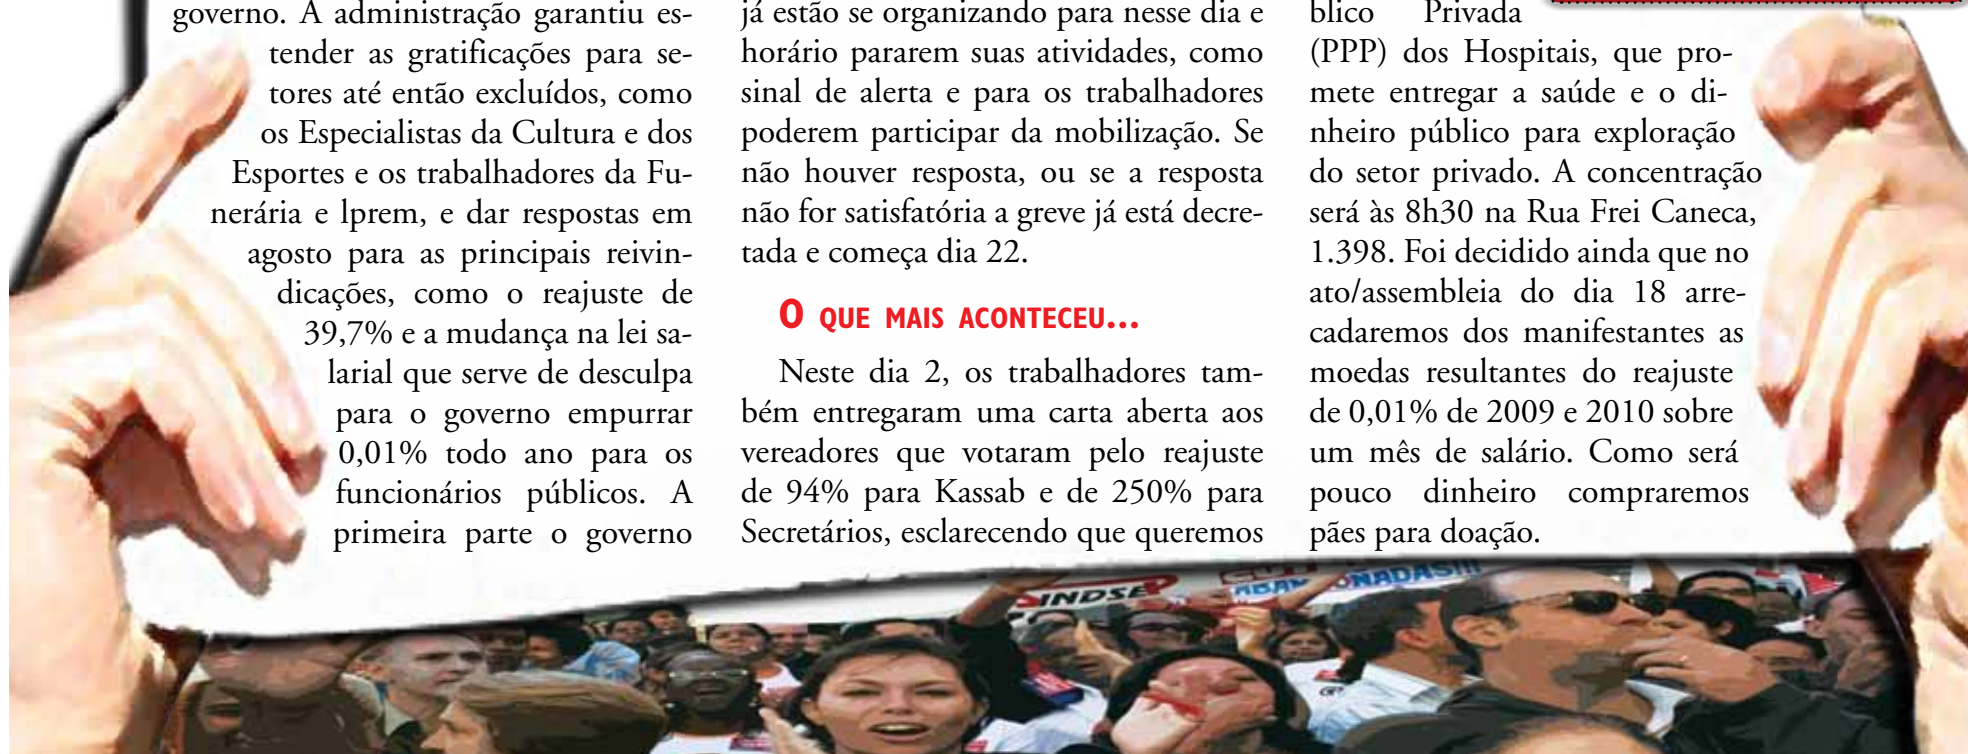 governo. A administração garantiu es-
tender as gratificações para se-
tores até então excluídos, como
os Especialistas da Cultura e dos
Esportes e os trabalhadores da Fu-
nerária e lprem, e dar respostas em
agosto para as principais reivin-
dicações, como o reajuste de
39,7% e a mudança na lei sa-
larial que serve de desculpa
para o governo empurrar
0,01% todo ano para os
funcionários públicos. A
primeira parte o governo
já estão se organizando para nesse dia e
horário pararem suas atividades, como
sinal de alerta e para os trabalhadores
poderem participar da mobilização. Se
não houver resposta, ou se a resposta
não for satisfatória a greve já está decre-
tada e começa dia 22.
O QUE MAIS ACONTECEU...
Neste dia 2, os trabalhadores tam-
bém entregaram uma carta aberta aos
vereadores que votaram pelo reajuste
de 94% para Kassab e de 250% para
Secretários, esclarecendo que queremos
blico Privada
(PPP) dos Hospitais, que pro-
mete entregar a saúde e o di-
nheiro público para exploração
do setor privado. A concentração
será às 8h30 na Rua Frei Caneca,
1.398. Foi decidido ainda que no
ato/assembleia do dia 18 arre-
cadaremos dos manifestantes as
moedas resultantes do reajuste
de 0,01% de 2009 e 2010 sobre
um mês de salário. Como será
pouco dinheiro compraremos
pães para doação.
SINDSEP